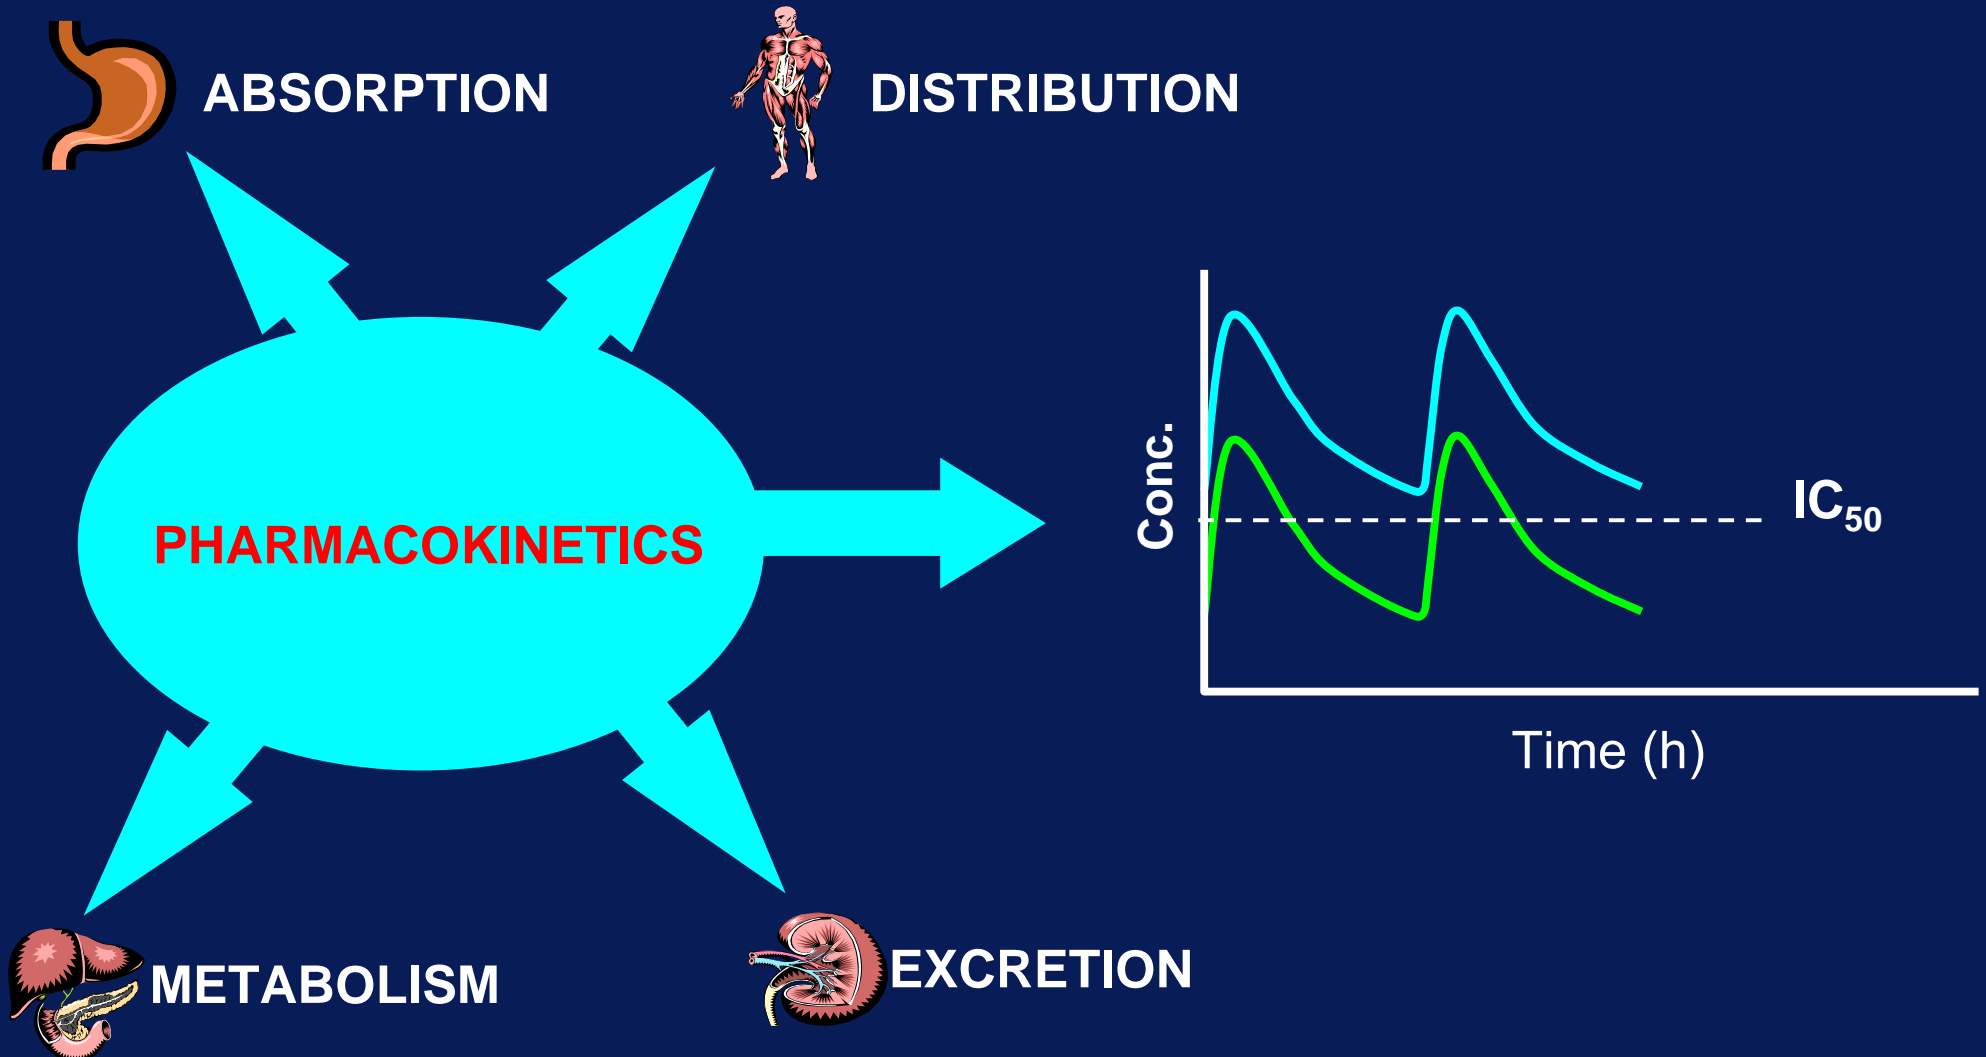 ABSORPTION
DISTRIBUTION
PHARMACOKINETICS
Conc.
IC50
Time (h)
METABOLISM
EXCRETION